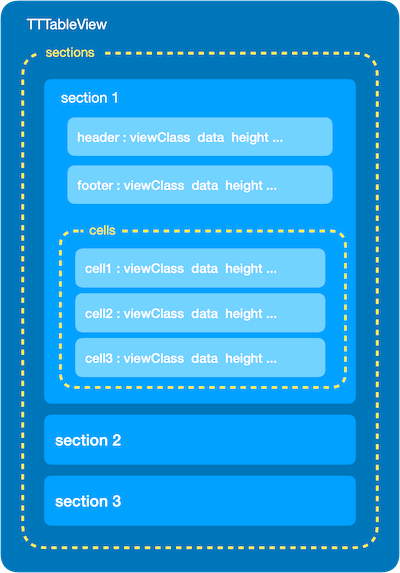 TTTableView
sections
section 1
header : viewClass data height ...
footer : viewClass data height ...
cells
cell1 : viewClass data height ...
cell2 : viewClass data height ...
cell3 : viewClass data height ...
section 2
section 3